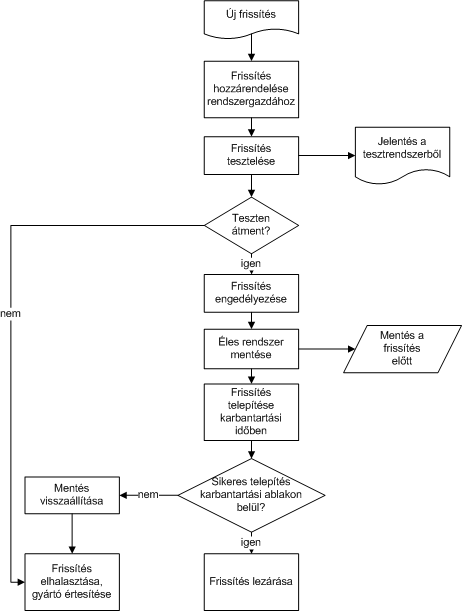 Új frissítés
Frissítés
hozzárendelése
rendszergazdához
Frissítés
tesztelése
Jelentés a
tesztrendszerből
Teszten
átment?
igen
nem
Frissítés
engedélyezése
Éles rendszer
mentése
Mentés a
frissítés
előtt
Frissítés
telepítése
karbantartási
időben
Sikeres telepítés
karbantartási ablakon
belül?
nem
Mentés
visszaállítása
igen
Frissítés
elhalasztása,
gyártó értesítése
Frissítés lezárása